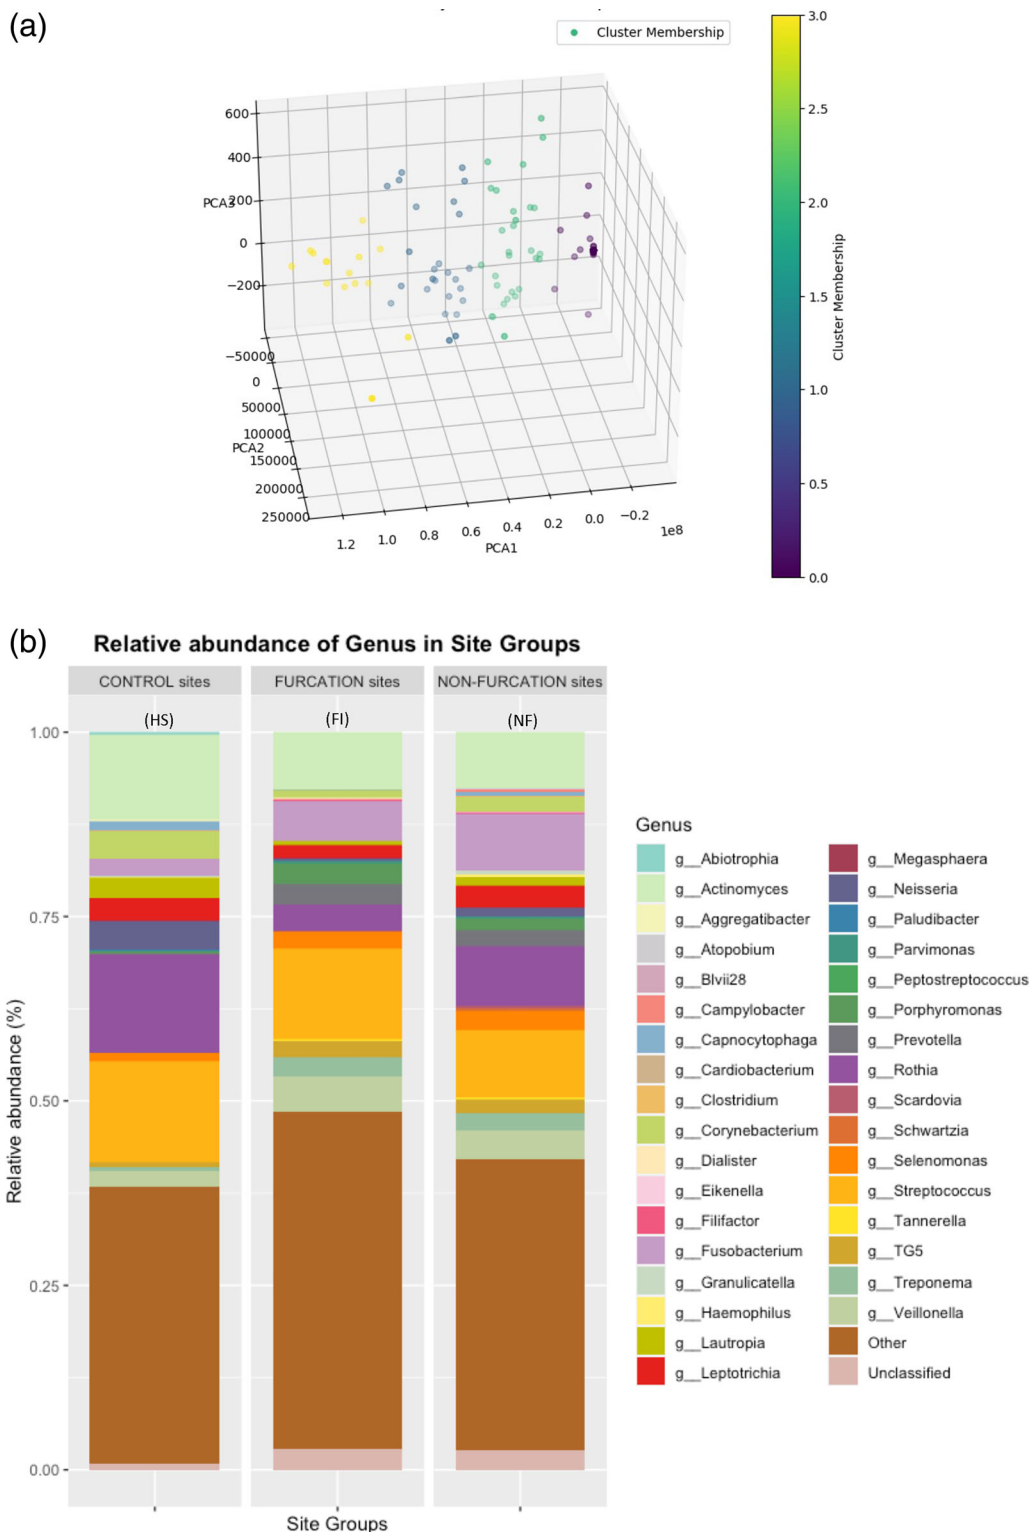 (a)
Cluster Membership
3.0
2.5
2.0
1.5
1.0
0.5
0.0
Cluster Membership
600
400
200
0
−200
PCA3
−50000
0
50000
100000
150000
200000
250000
PCA2
1.2 1.0 0.8 0.6 0.4 0.2 0.0 −0.2
1e8
PCA1
(b)
Relative abundance of Genus in Site Groups
CONTROL sites FURCATION sites NON-FURCATION sites
(HS) (FI) (NF)
1.00
0.75
0.50
0.25
0.00
Relative abundance (%)
Site Groups
Genus
g__Abiotrophia
g__Actinomyces
g__Aggregatibacter
g__Atopobium
g__Blvii28
g__Campylobacter
g__Capnocytophaga
g__Cardiobacterium
g__Clostridium
g__Corynebacterium
g__Dialister
g__Eikenella
g__Filifactor
g__Fusobacterium
g__Granulicatella
g__Haemophilus
g__Lautropia
g__Leptotrichia
g__Megasphaera
g__Neisseria
g__Paludibacter
g__Parvimonas
g__Peptostreptococcus
g__Porphyromonas
g__Prevotella
g__Rothia
g__Scardovia
g__Schwartzia
g__Selenomonas
g__Streptococcus
g__Tannerella
g__TG5
g__Treponema
g__Veillonella
Other
Unclassified